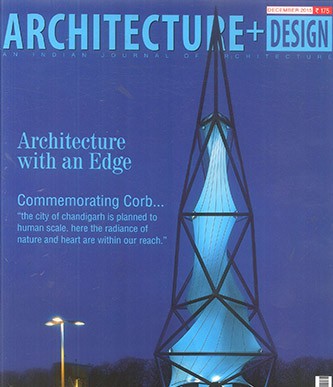 ARCHITECTURE+DESIGN
AN INDIAN JOURNAL OF ARCHITECTURE
DECEMBER 2015 ₹ 175
Architecture
with an Edge
Commemorating Corb...
"the city of chandigarh is planned to
human scale. here the radiance of
nature and heart are within our reach."